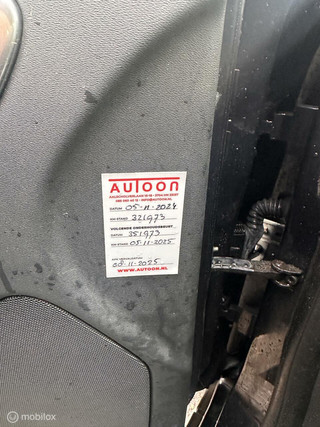 AUTOON
DATUM 05-11-2024
KM STAND 321973
VOLGENDE ONDERHOUDSBEURT
DATUM 351973
KM STAND 05-11-2025
00-11-2025
WWW.AUTOON.NL
mobilox